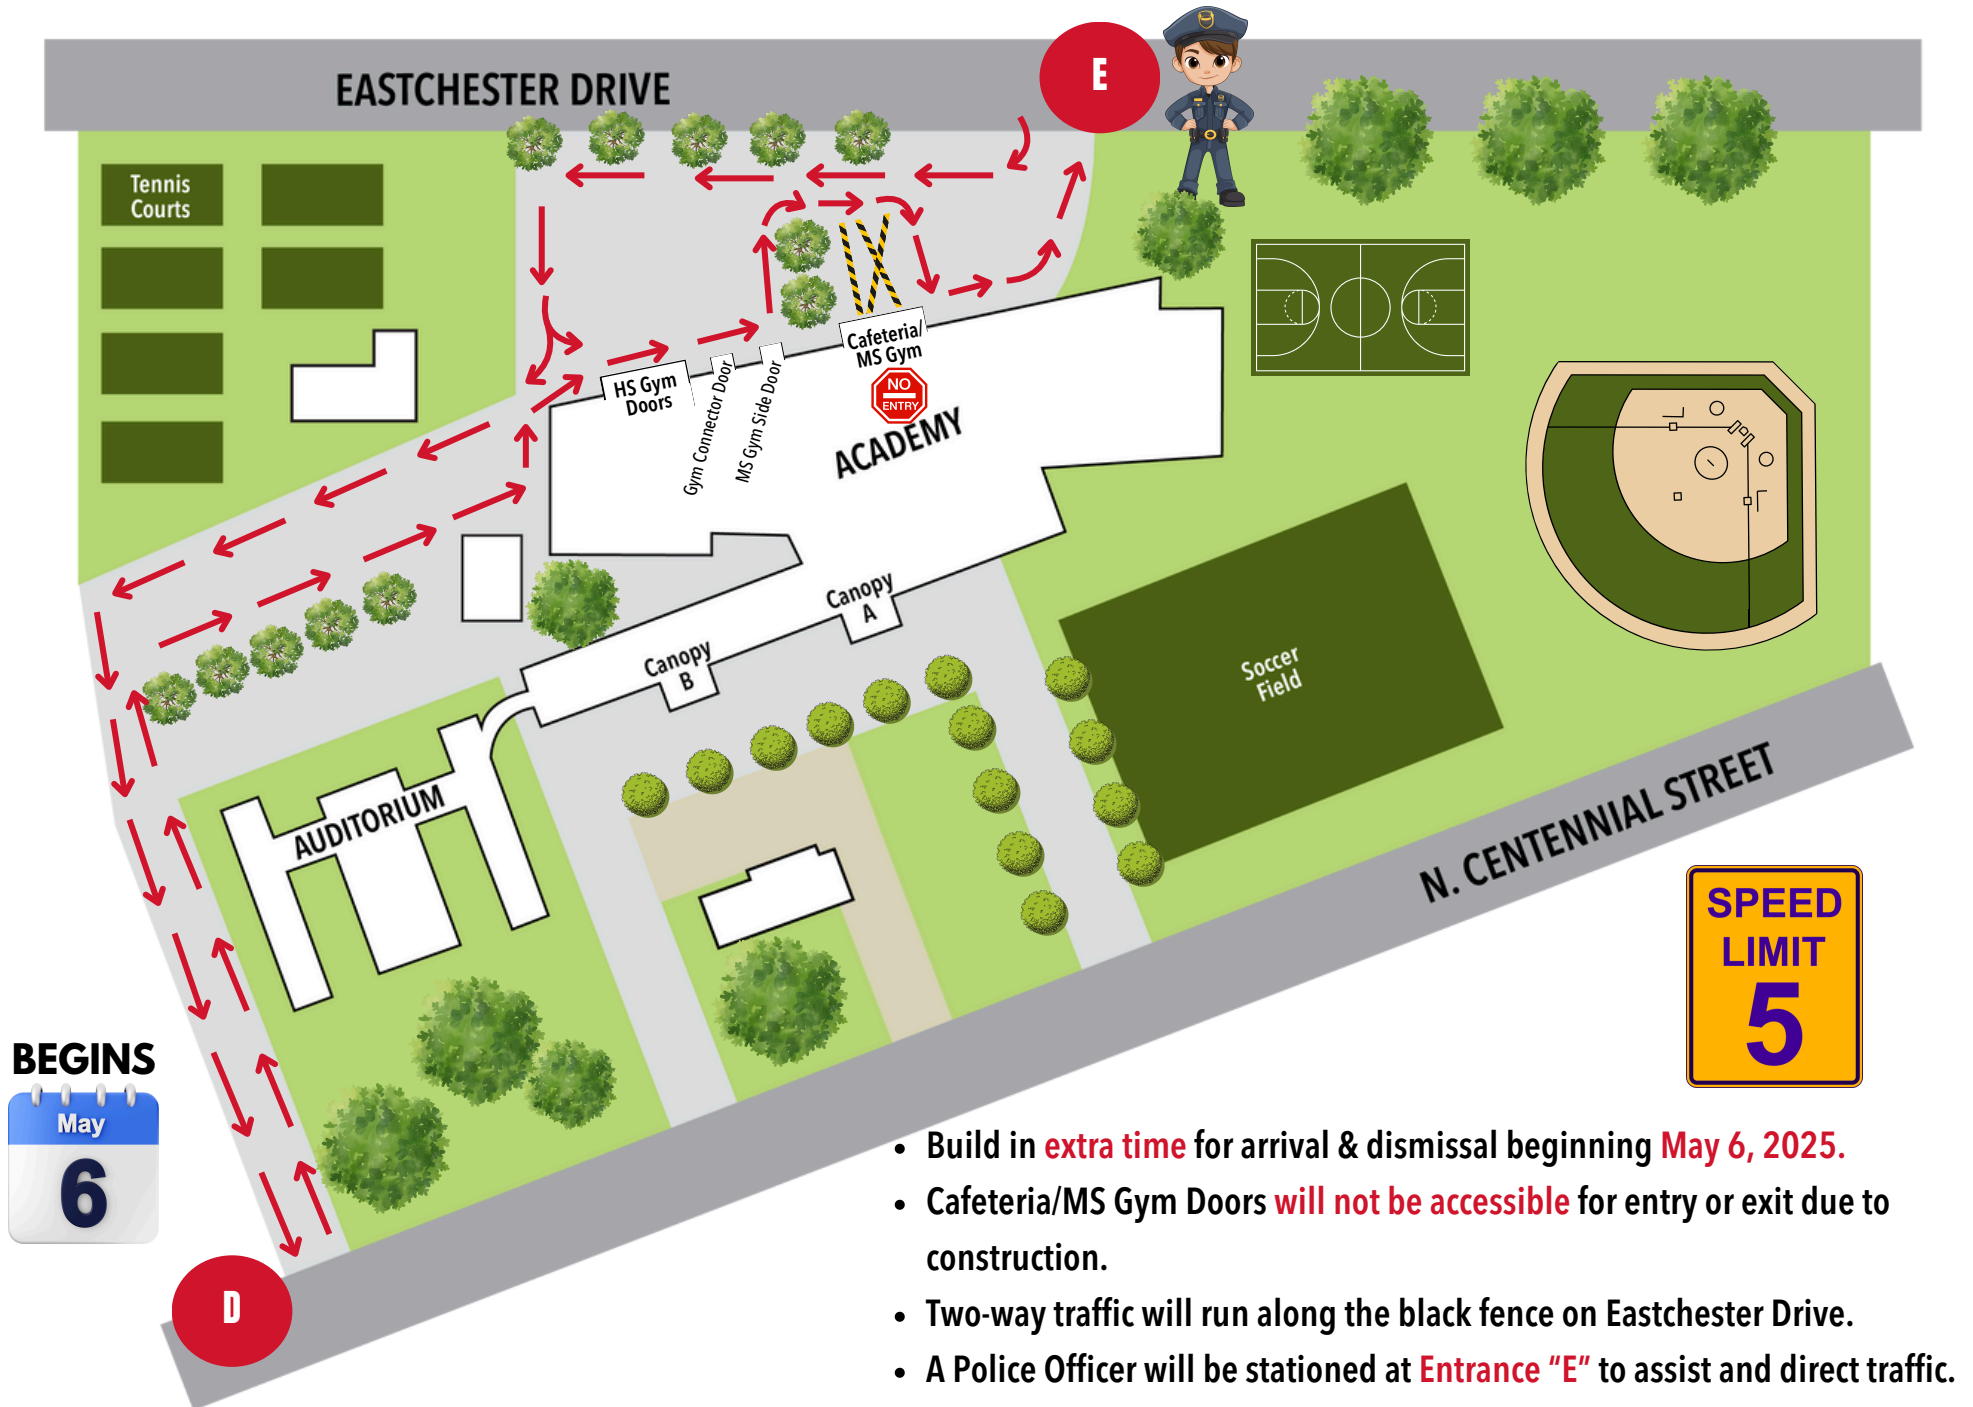 EASTCHESTER DRIVE
E
Tennis
Courts
Cafeteria/
MS Gym
NO
ENTRY
HS Gym
Doors
Gym Connector Door
MS Gym Side Door
ACADEMY
Canopy
A
Canopy
B
Soccer
Field
AUDITORIUM
N. CENTENNIAL STREET
SPEED
LIMIT
5
BEGINS
May
6
D
• Build in extra time for arrival & dismissal beginning May 6, 2025.
• Cafeteria/MS Gym Doors will not be accessible for entry or exit due to
construction.
• Two-way traffic will run along the black fence on Eastchester Drive.
• A Police Officer will be stationed at Entrance “E” to assist and direct traffic.